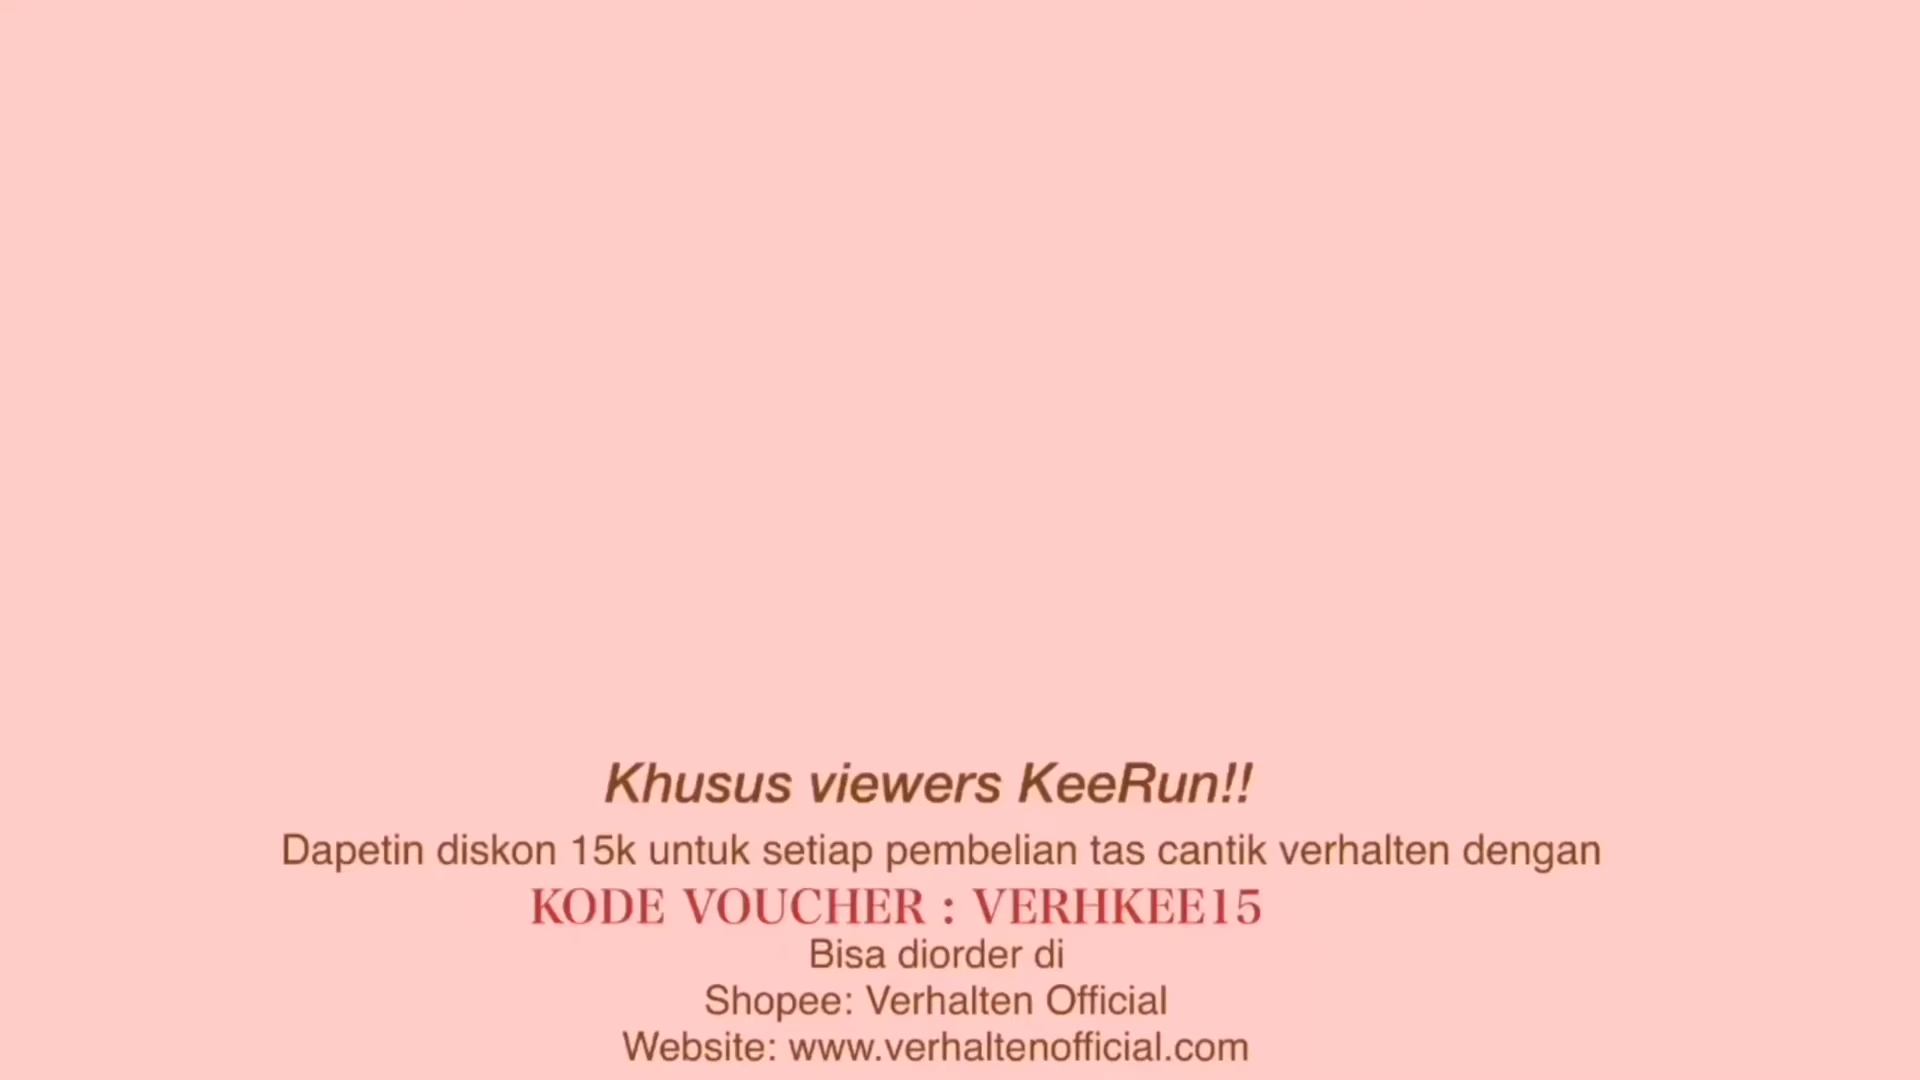 Khusus viewers KeeRun!!
Dapetin diskon 15k untuk setiap pembelian tas cantik verhalten dengan
KODE VOUCHER : VERHKEE15
Bisa diorder di
Shopee: Verhalten Official
Website: www.verhaltenofficial.com